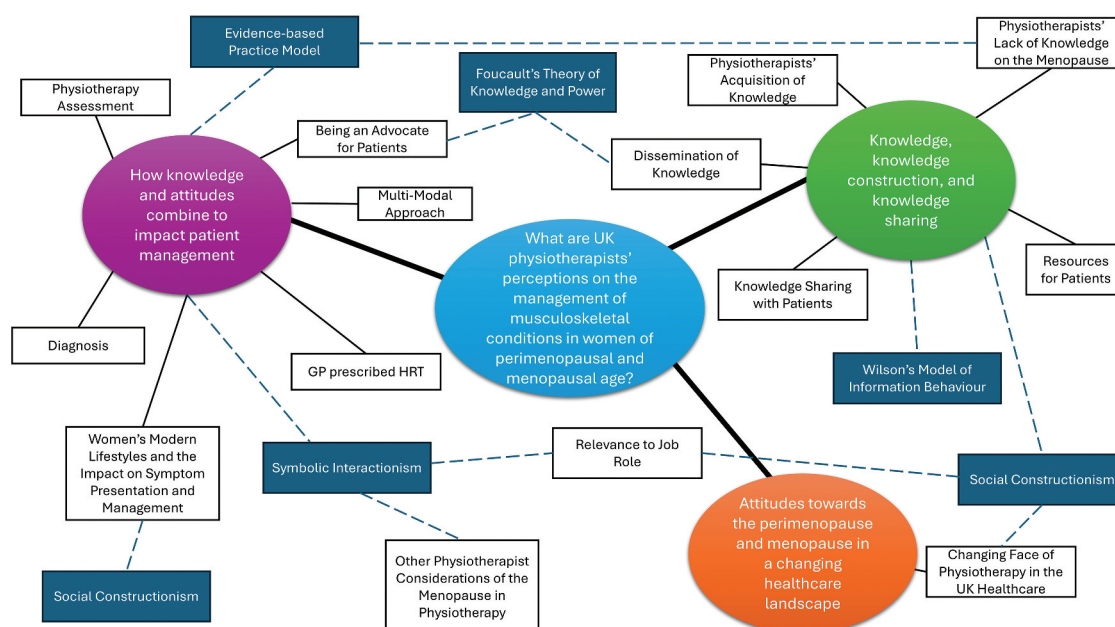 Evidence-based
Practice Model
Physiotherapists'
Lack of Knowledge
on the Menopause
Physiotherapists'
Acquisition of
Knowledge
Foucault's Theory of
Knowledge and Power
Physiotherapy
Assessment
Being an Advocate
for Patients
Dissemination of
Knowledge
Knowledge,
knowledge
construction, and
knowledge
sharing
How knowledge
and attitudes
combine to
impact patient
management
Multi-Modal
Approach
What are UK
physiotherapists'
perceptions on the
management of
musculoskeletal
conditions in women of
perimenopausal and
menopausal age?
Knowledge Sharing
with Patients
Resources
for Patients
Diagnosis
GP prescribed HRT
Wilson's Model of
Information Behaviour
Women's Modern
Lifestyles and the
Impact on Symptom
Presentation and
Management
Symbolic Interactionism
Relevance to Job
Role
Social Constructionism
Attitudes towards
the perimenopause
and menopause in
a changing
healthcare
landscape
Other Physiotherapist
Considerations of the
Menopause in
Physiotherapy
Changing Face of
Physiotherapy in the
UK Healthcare
Social Constructionism